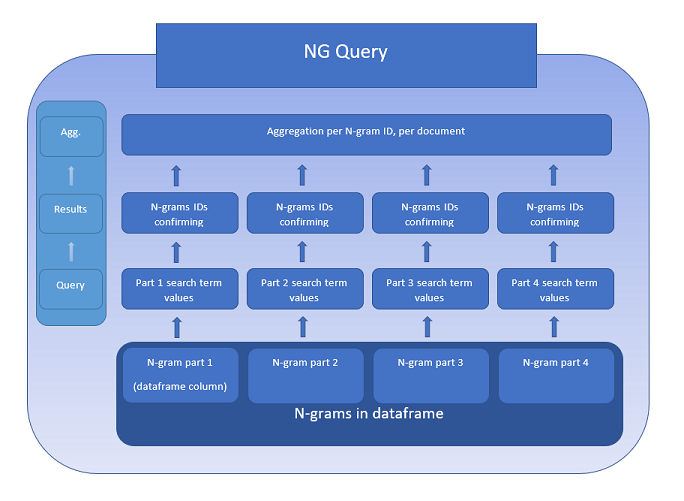 NG Query
Agg.
Aggregation per N-gram ID, per document
Results
N-grams IDs
confirming
N-grams IDs
confirming
N-grams IDs
confirming
N-grams IDs
confirming
Query
Part 1 search term
values
Part 2 search term
values
Part 3 search term
values
Part 4 search term
values
N-gram part 1
(dataframe column)
N-gram part 2
N-gram part 3
N-gram part 4
N-grams in dataframe